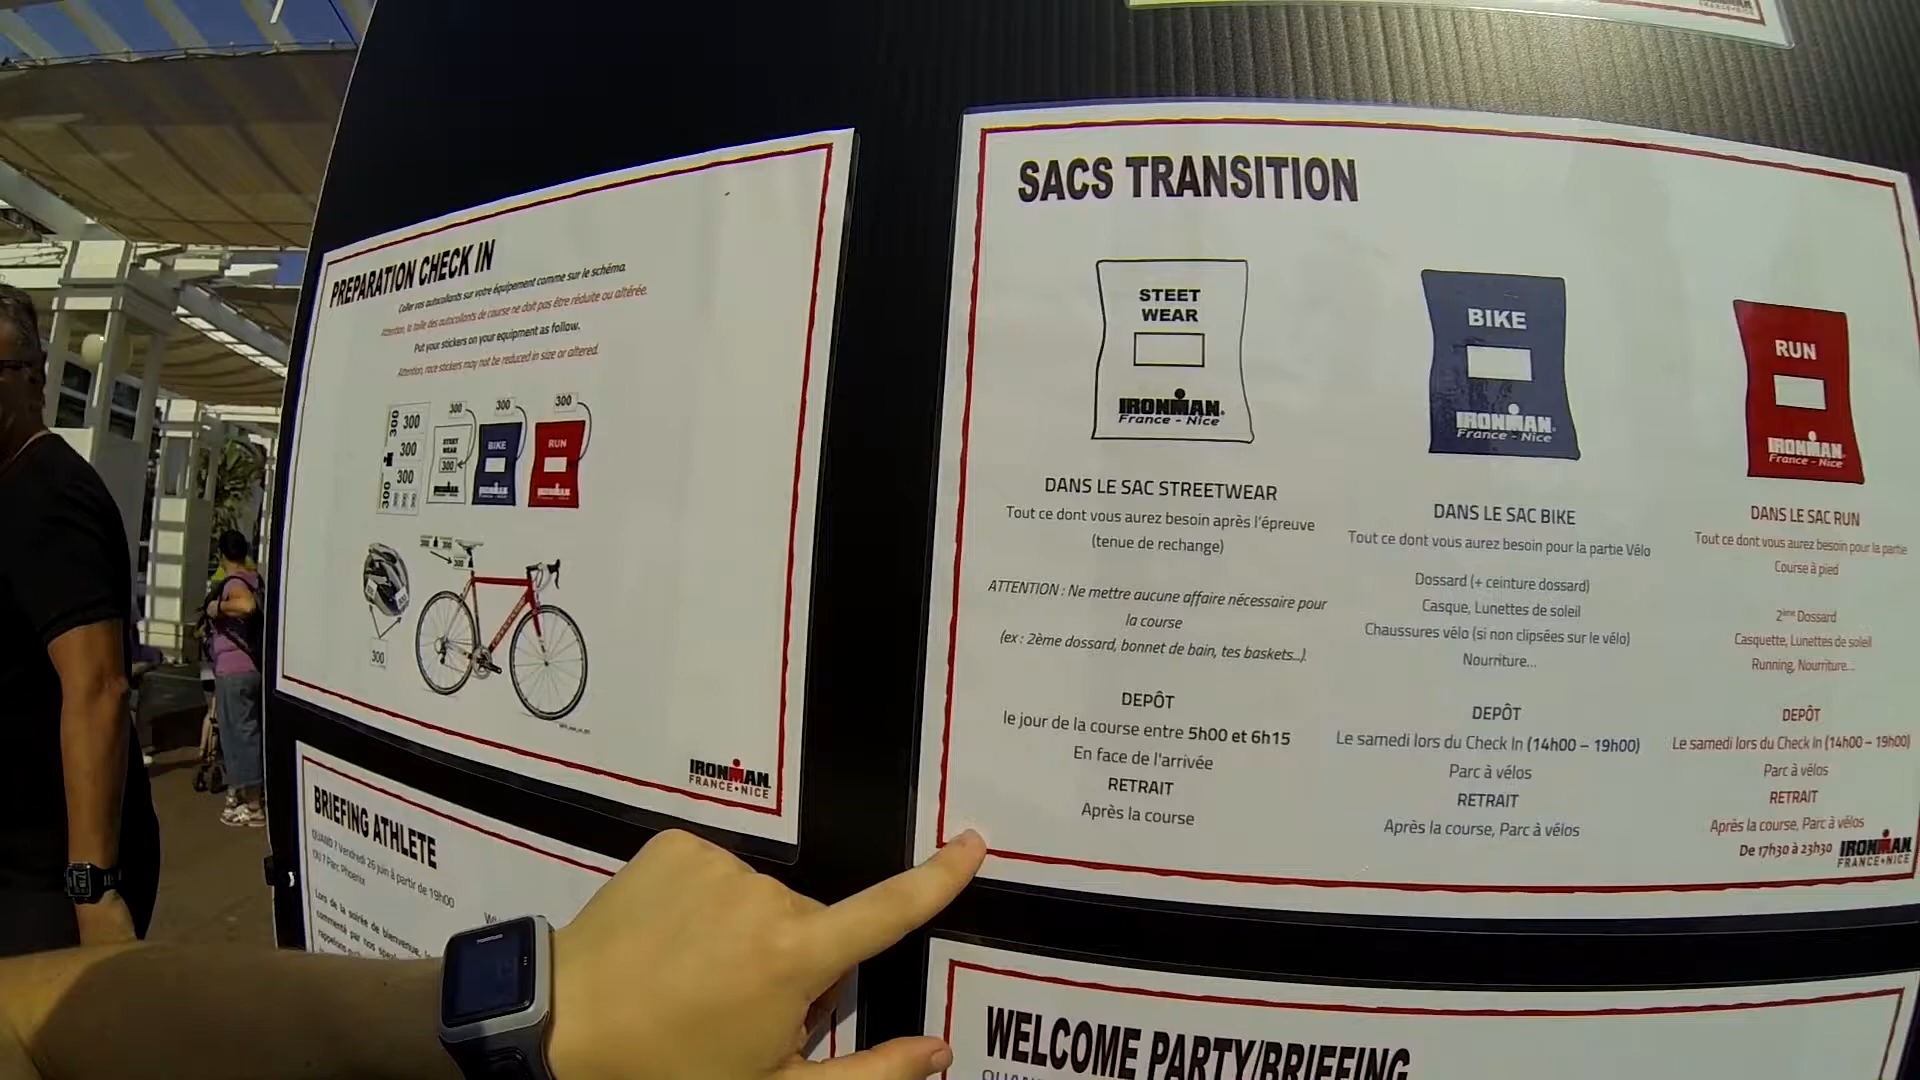 PREPARATION CHECK IN
Coller vos autocollants sur votre équipement comme sur le schéma.
Attention, la taille des autocollants de course ne doit pas être réduite ou altérée.
Put your stickers on your equipment as follow.
Attention, race stickers may not be reduced in size or altered.
300
300
300
300
300
300
300
300
STEET
WEAR
300
BIKE
RUN
300
300
IRONMAN
FRANCE•NICE
BRIEFING ATHLETE
QUAND ? Vendredi 26 juin à partir de 19h00
OU ? Parc Phoenix
Lors de la soirée de bienvenue,
commenté par nos
SACS TRANSITION
STEET
WEAR
IRONMAN
France - Nice
BIKE
IRONMAN
France - Nice
RUN
IRONMAN
France - Nice
DANS LE SAC STREETWEAR
Tout ce dont vous aurez besoin après l'épreuve
(tenue de rechange)
ATTENTION : Ne mettre aucune affaire nécessaire pour
la course
(ex : 2ème dossard, bonnet de bain, tes baskets...).
DEPÔT
le jour de la course entre 5h00 et 6h15
En face de l'arrivée
RETRAIT
Après la course
DANS LE SAC BIKE
Tout ce dont vous aurez besoin pour la partie Vélo
Dossard (+ ceinture dossard)
Casque, Lunettes de soleil
Chaussures vélo (si non clipsées sur le vélo)
Nourriture...
DEPÔT
Le samedi lors du Check In (14h00 – 19h00)
Parc à vélos
RETRAIT
Après la course, Parc à vélos
DANS LE SAC RUN
Tout ce dont vous aurez besoin pour la partie
Course à pied
2ème Dossard
Casquette, Lunettes de soleil
Running, Nourriture...
DEPÔT
Le samedi lors du Check In (14h00 – 19h00)
Parc à vélos
RETRAIT
Après la course, Parc à vélos
De 17h30 à 23h30
IRONMAN
FRANCE•NICE
WELCOME PARTY/BRIEFING